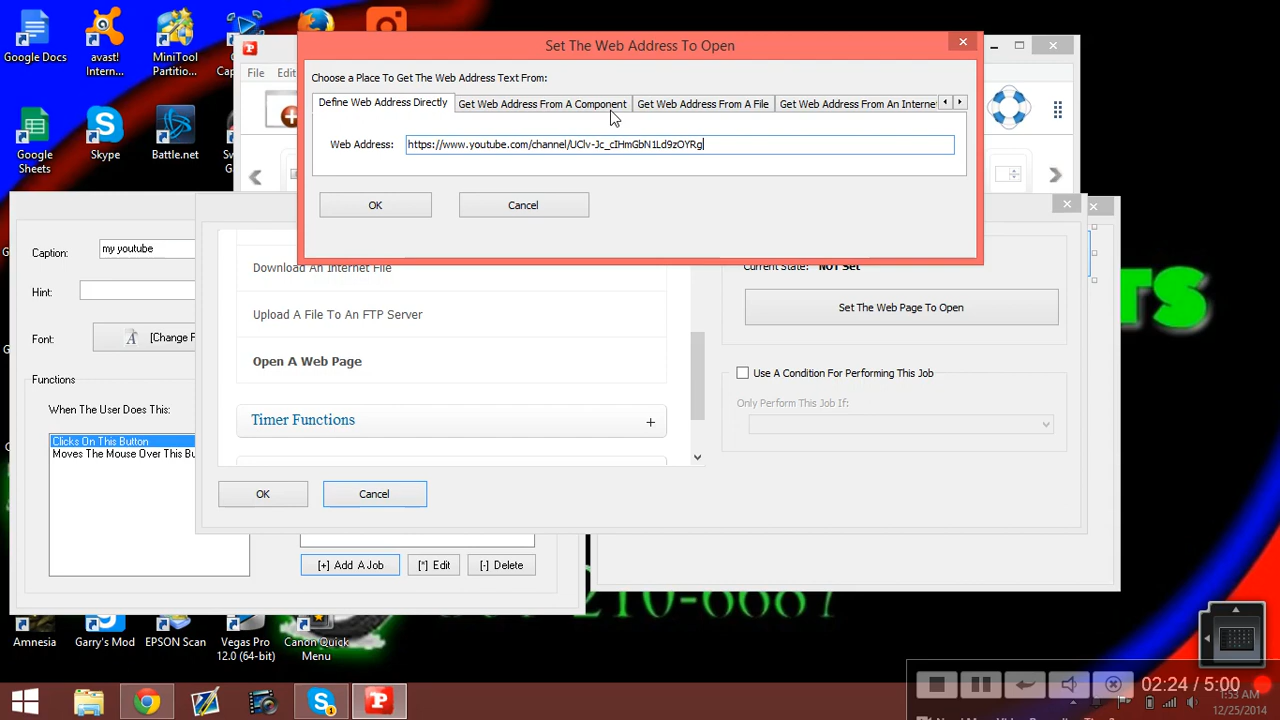 Google Docs
avast!
Intern...
MiniTool
Partitio...
Set The Web Address To Open
File
Choose a Place To Get The Web Address Text From:
Define Web Address Directly
Get Web Address From A Component
Get Web Address From A File
Get Web Address From An Internet
Web Address:
https://www.youtube.com/channel/UClv-Jc_cIHmGbN1Ld9zOYRg
OK
Cancel
Google
Sheets
Skype
Battle.net
Caption:
my youtube
Hint:
Font:
A
Functions
When The User Does This:
Clicks On This Button
Moves The Mouse Over This Bu
Download An Internet File
Upload A File To An FTP Server
Open A Web Page
Timer Functions
+
Current State:
NOT Set
Set The Web Page To Open
Use A Condition For Performing This Job
Only Perform This Job If:
OK
Cancel
[+] Add A Job
[*] Edit
[-] Delete
TS
Amnesia
Garry's Mod
EPSON Scan
Vegas Pro
12.0 (64-bit)
Canon Quick
Menu
02:24 / 5:00
1:53 AM
12/25/2014